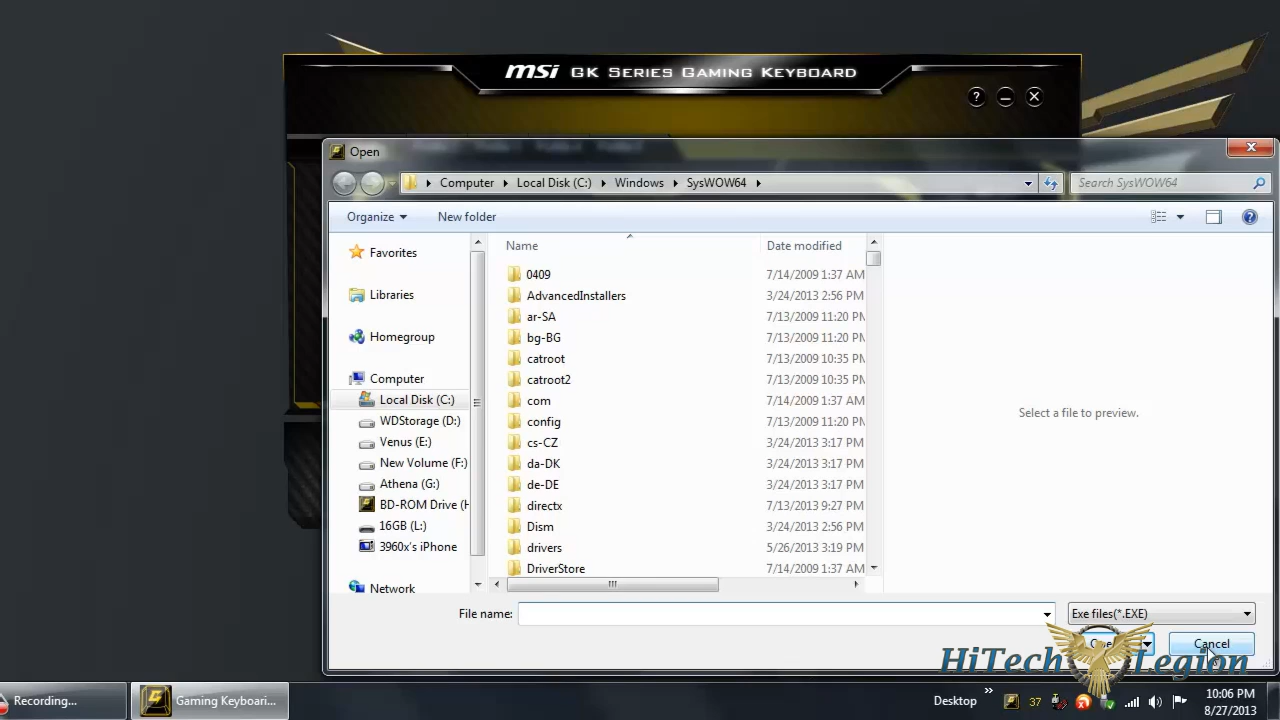 msi GK Series Gaming Keyboard
?
Open
Computer Local Disk (C:) Windows SysWOW64
Search SysWOW64
Organize
New folder
Name
Date modified
Favorites
Libraries
Homegroup
Computer
Local Disk (C:)
WDStorage (D:)
Venus (E:)
New Volume (F:)
Athena (G:)
BD-ROM Drive (H
16GB (L:)
3960x's iPhone
Network
0409 7/14/2009 1:37 AM
AdvancedInstallers 3/24/2013 2:56 PM
ar-SA 7/13/2009 11:20 PM
bg-BG 7/13/2009 11:20 PM
catroot 7/13/2009 10:35 PM
catroot2 7/13/2009 10:35 PM
com 7/14/2009 1:37 AM
config 7/13/2009 11:20 PM
cs-CZ 3/24/2013 3:17 PM
da-DK 3/24/2013 3:17 PM
de-DE 3/24/2013 3:17 PM
directx 7/13/2009 9:27 PM
Dism 3/24/2013 2:56 PM
drivers 5/26/2013 3:19 PM
DriverStore 7/14/2009 1:37 AM
Select a file to preview.
File name:
Exe files(*.EXE)
Cancel
HiTech Legion
Recording...
Gaming Keyboari...
Desktop
37
10:06 PM
8/27/2013